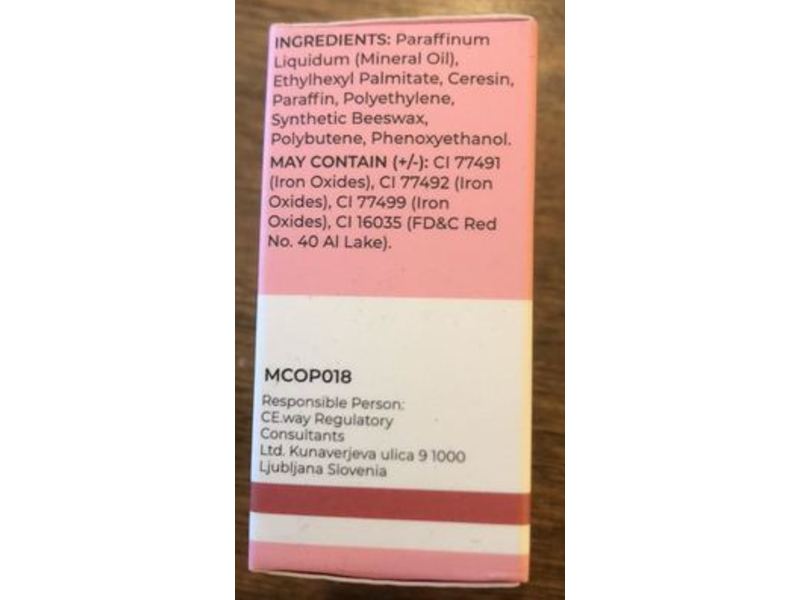 INGREDIENTS: Paraffinum
Liquidum (Mineral Oil),
Ethylhexyl Palmitate, Ceresin,
Paraffin, Polyethylene,
Synthetic Beeswax,
Polybutene, Phenoxyethanol.
MAY CONTAIN (+/-): CI 77491
(Iron Oxides), CI 77492 (Iron
Oxides), CI 77499 (Iron
Oxides), CI 16035 (FD&C Red
No. 40 Al Lake).
MCOP018
Responsible Person:
CE.way Regulatory
Consultants
Ltd. Kunaverjeva ulica 9 1000
Ljubljana Slovenia